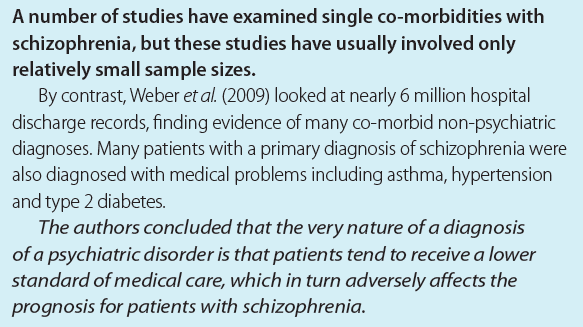 A number of studies have examined single co-morbidities with
schizophrenia, but these studies have usually involved only
relatively small sample sizes.
By contrast, Weber et al. (2009) looked at nearly 6 million hospital
discharge records, finding evidence of many co-morbid non-psychiatric
diagnoses. Many patients with a primary diagnosis of schizophrenia were
also diagnosed with medical problems including asthma, hypertension
and type 2 diabetes.
The authors concluded that the very nature of a diagnosis
of a psychiatric disorder is that patients tend to receive a lower
standard of medical care, which in turn adversely affects the
prognosis for patients with schizophrenia.